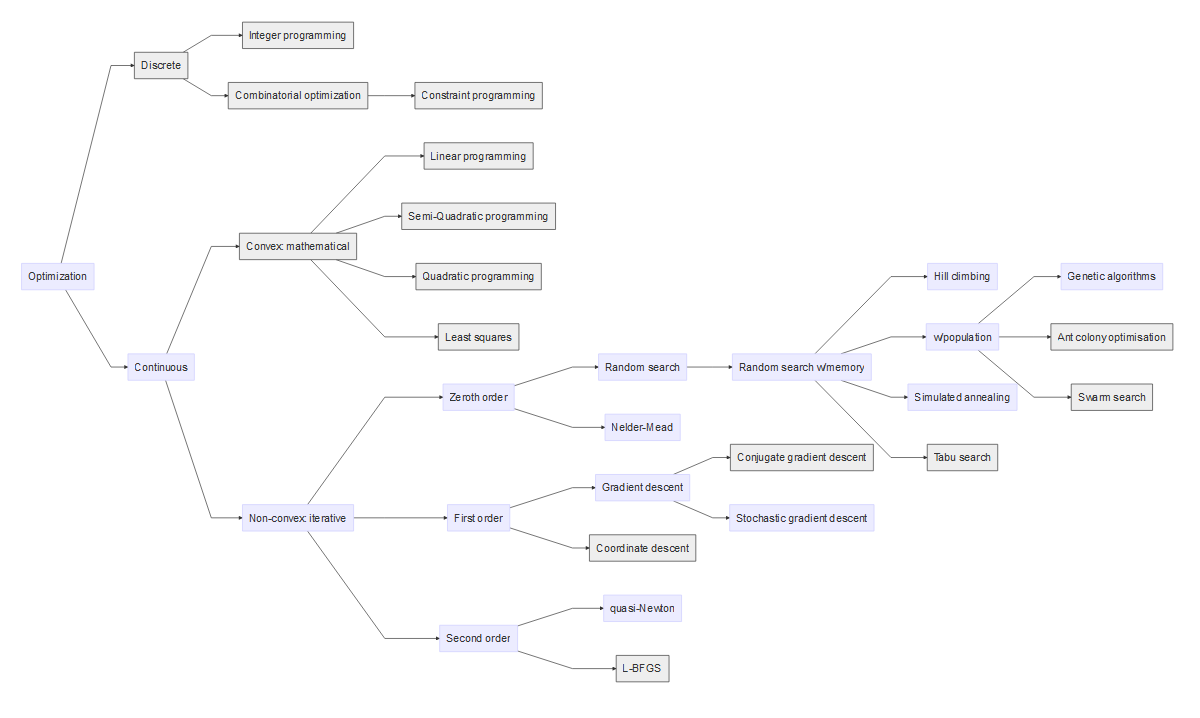 Integer programming
Discrete
Combinatorial optimization
Constraint programming
Linear programming
Semi-Quadratic programming
Convex: mathematical
Quadratic programming
Optimization
Hill climbing
Genetic algorithms
Least squares
w/population
Ant colony optimisation
Continuous
Random search
Random search w/memory
Zeroth order
Simulated annealing
Swarm search
Nelder-Mead
Conjugate gradient descent
Tabu search
Gradient descent
Non-convex: iterative
First order
Stochastic gradient descent
Coordinate descent
quasi-Newton
Second order
L-BFGS